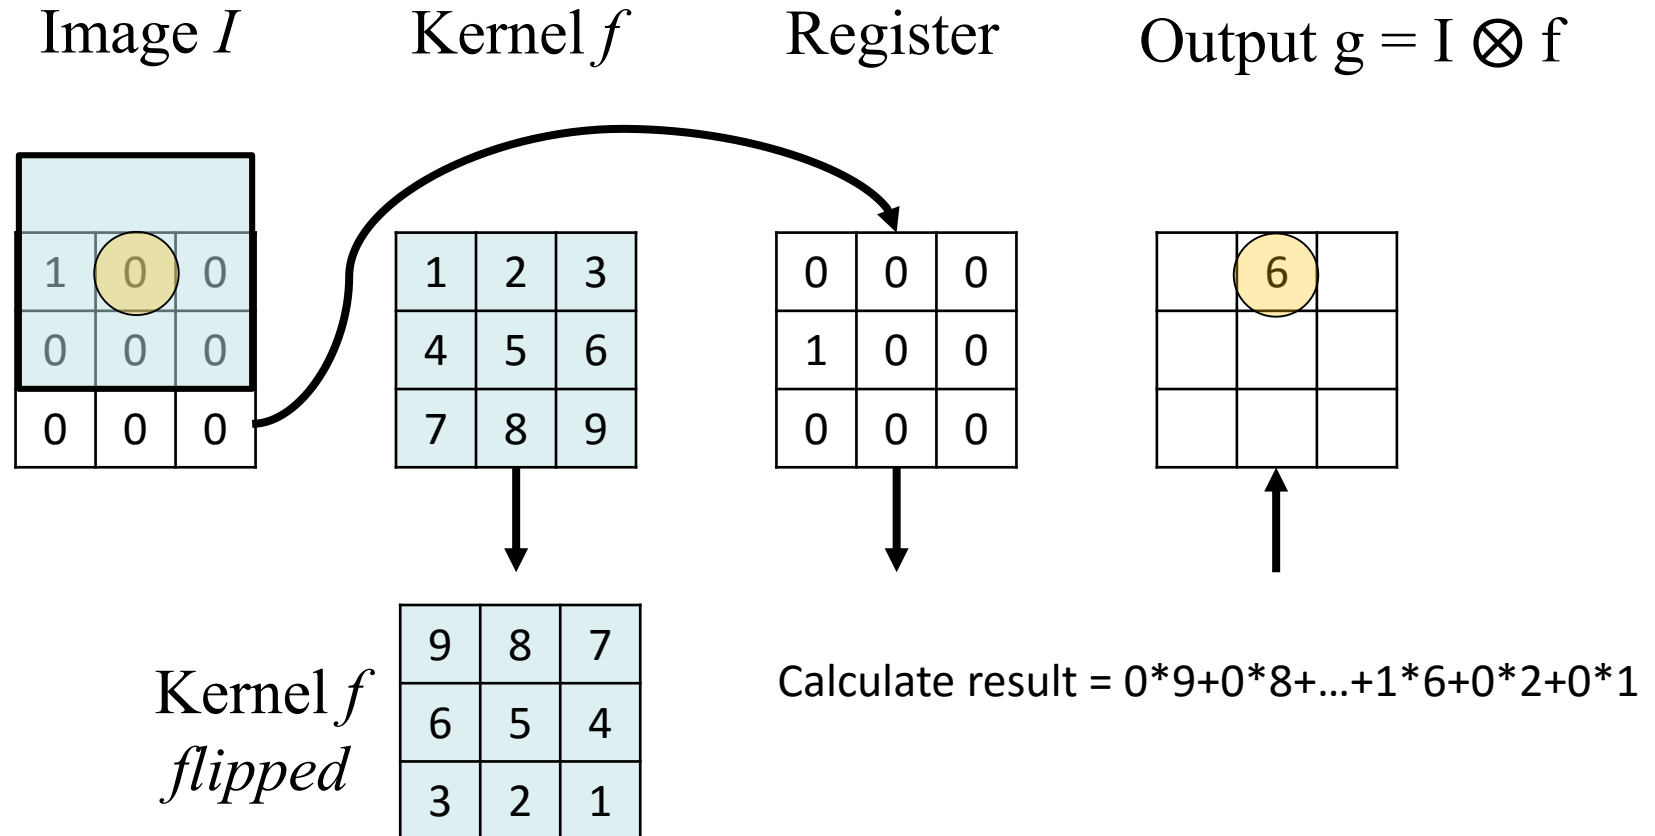 Image I Kernel f Register Output g = I ⊗ f
1 0 0 1 2 3 0 0 0 6
0 0 0 4 5 6 1 0 0
0 0 0 7 8 9 0 0 0
9 8 7
Kernel f 6 5 4 Calculate result = 0*9+0*8+...+1*6+0*2+0*1
flipped 3 2 1